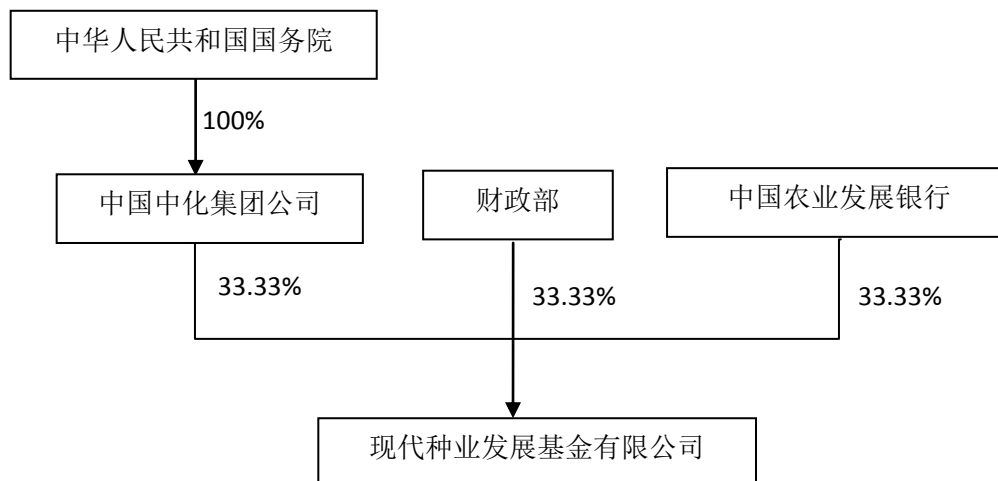 中华人民共和国国务院
100%
中国中化集团公司
财政部
中国农业发展银行
33.33%
33.33%
33.33%
现代种业发展基金有限公司